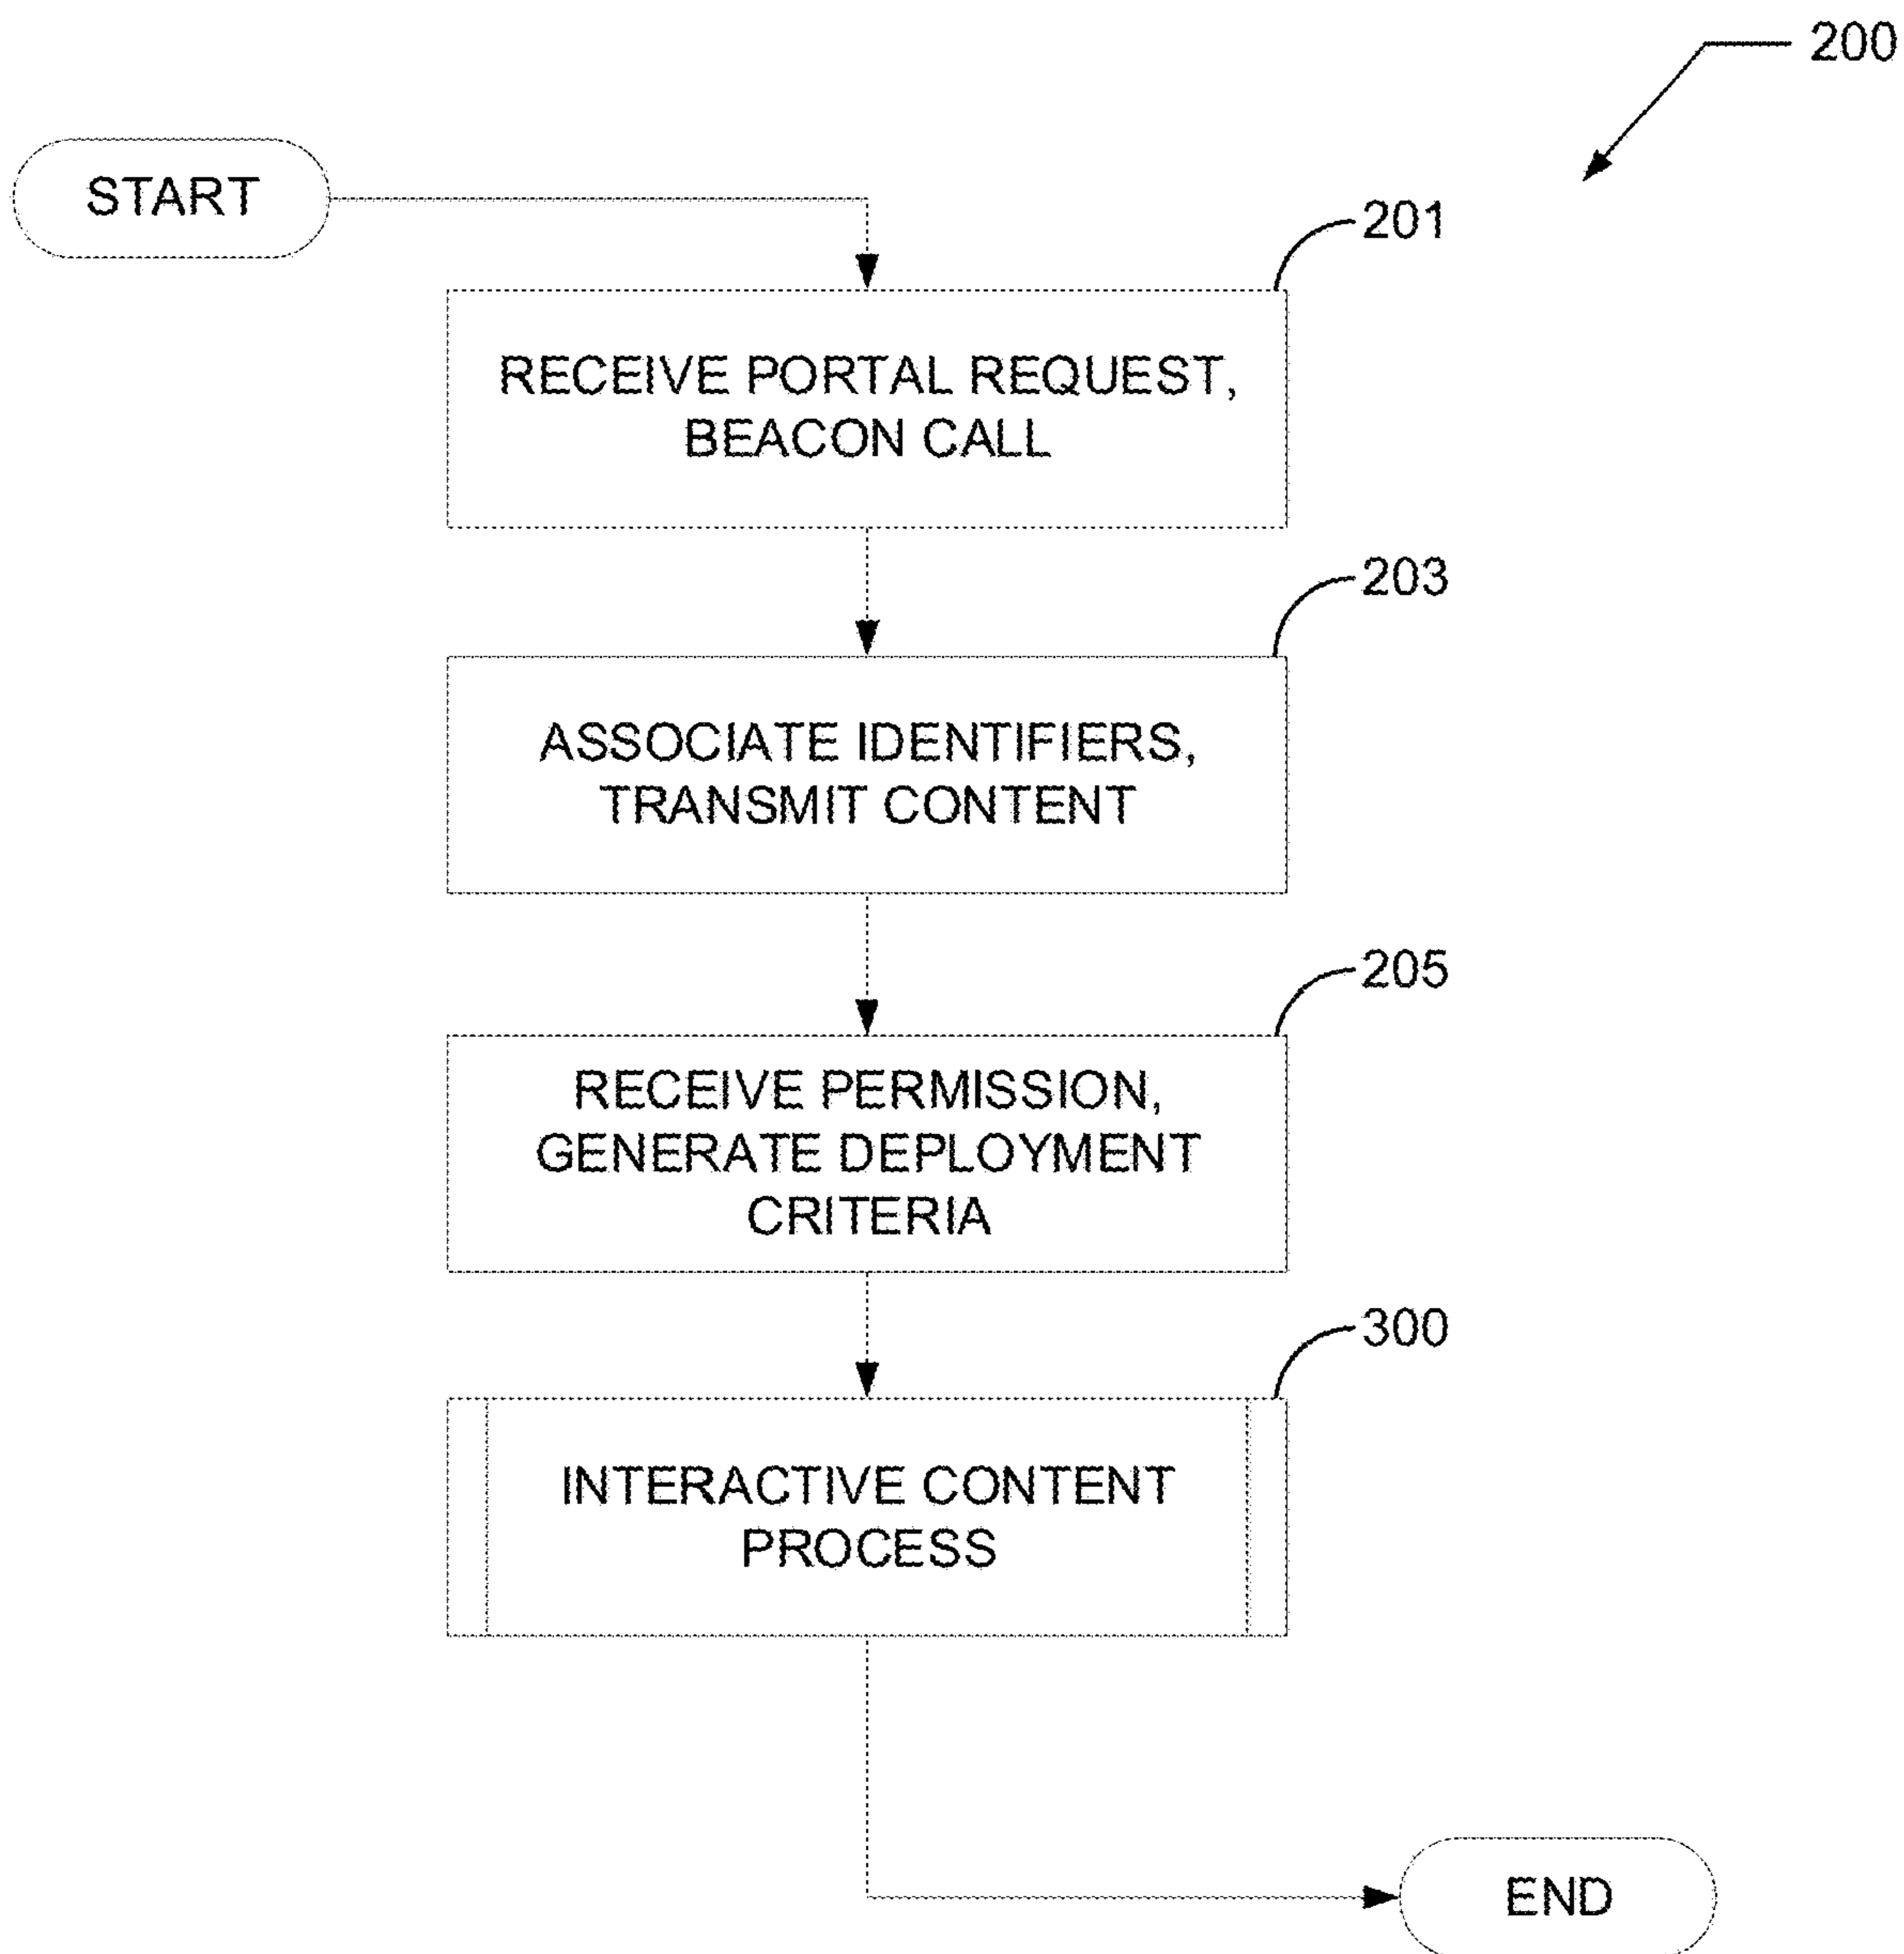 200
START
201
RECEIVE PORTAL REQUEST,
BEACON CALL
203
ASSOCIATE IDENTIFIERS,
TRANSMIT CONTENT
205
RECEIVE PERMISSION,
GENERATE DEPLOYMENT
CRITERIA
300
INTERACTIVE CONTENT
PROCESS
END